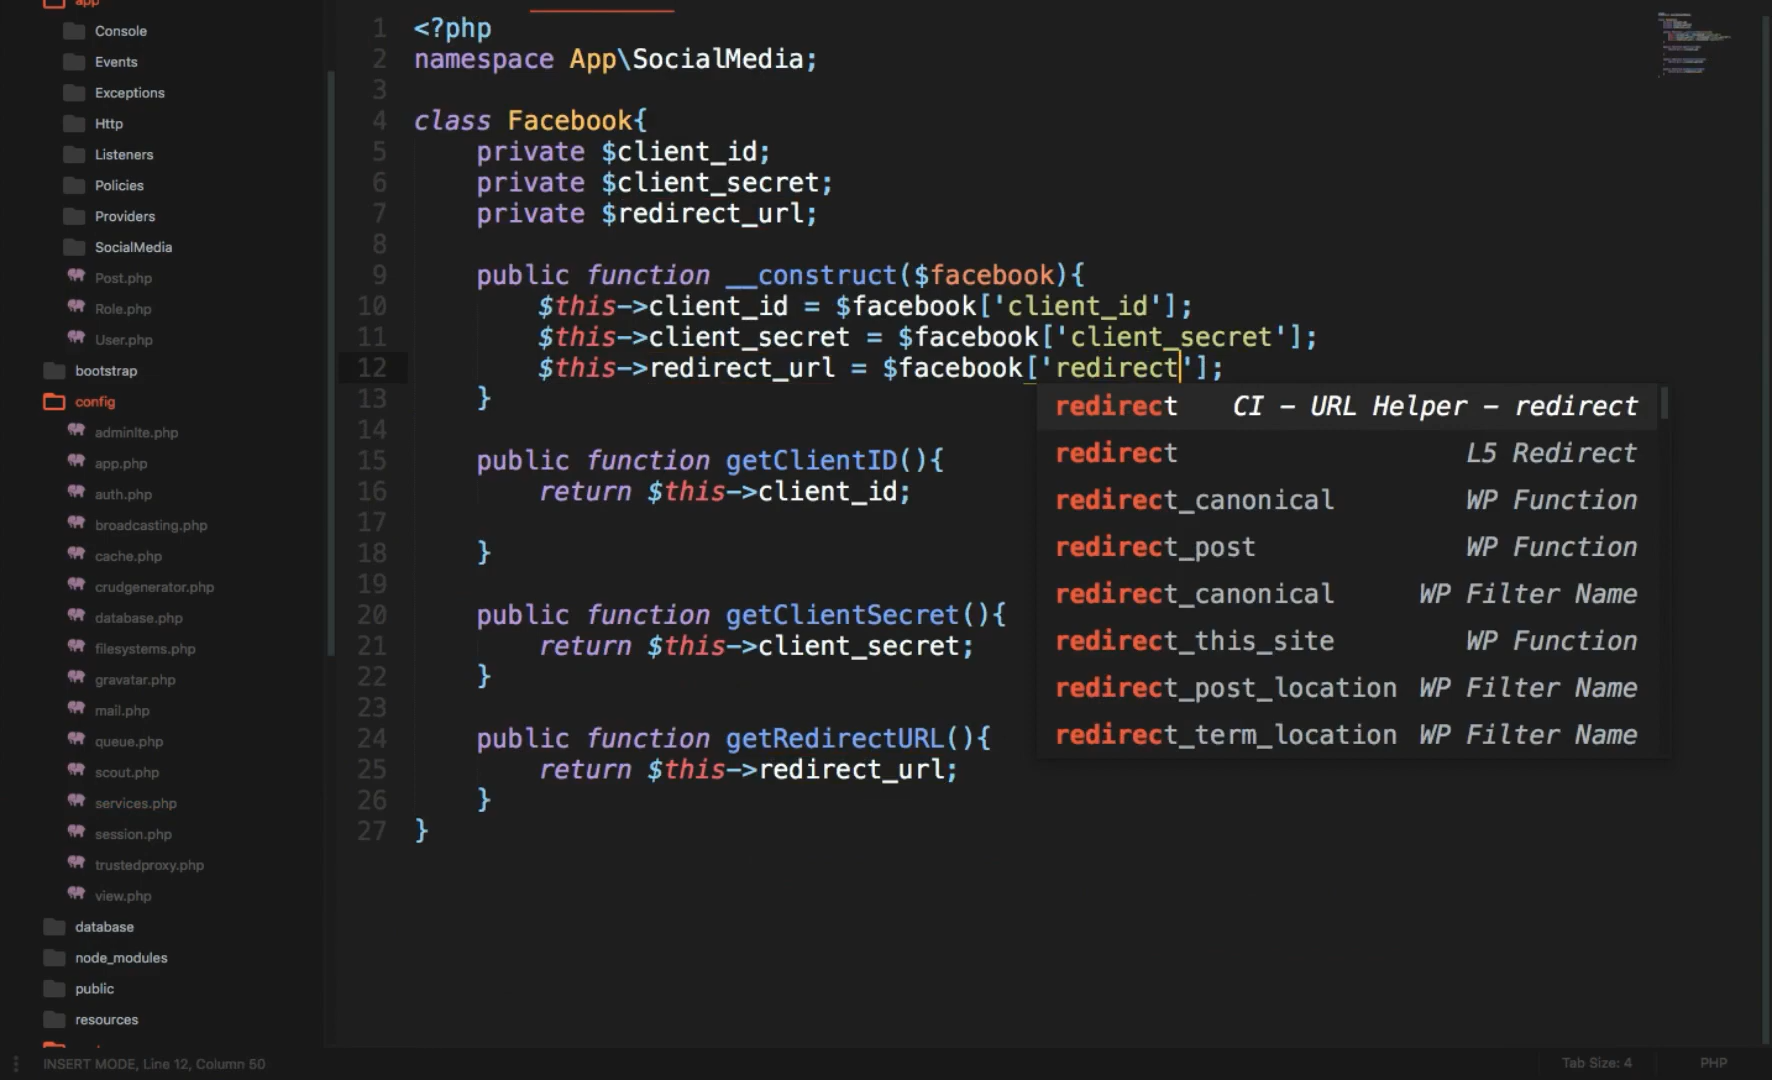 app
Console
Events
Exceptions
Http
Listeners
Policies
Providers
SocialMedia
Post.php
Role.php
User.php
bootstrap
config
adminlte.php
app.php
auth.php
broadcasting.php
cache.php
crudgenerator.php
database.php
filesystems.php
gravatar.php
mail.php
queue.php
scout.php
services.php
session.php
trustedproxy.php
view.php
database
node_modules
public
resources
1 <?php
2 namespace App\SocialMedia;
3
4 class Facebook{
5 private $client_id;
6 private $client_secret;
7 private $redirect_url;
8
9 public function __construct($facebook){
10 $this->client_id = $facebook['client_id'];
11 $this->client_secret = $facebook['client_secret'];
12 $this->redirect_url = $facebook['redirect'];
13 }
14
15 public function getClientID(){
16 return $this->client_id;
17
18 }
19
20 public function getClientSecret(){
21 return $this->client_secret;
22 }
23
24 public function getRedirectURL(){
25 return $this->redirect_url;
26 }
27 }
redirect CI - URL Helper - redirect
redirect L5 Redirect
redirect_canonical WP Function
redirect_post WP Function
redirect_canonical WP Filter Name
redirect_this_site WP Function
redirect_post_location WP Filter Name
redirect_term_location WP Filter Name
INSERT MODE, Line 12, Column 50
Tab Size: 4
PHP